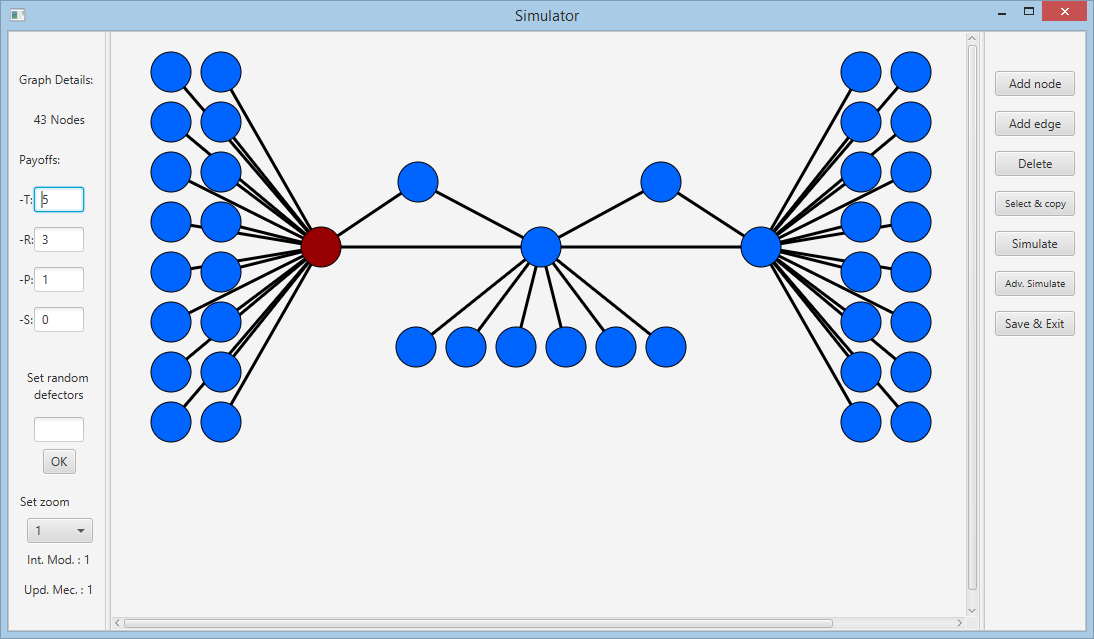 Simulator
Graph Details:
43 Nodes
Payoffs:
-T: 5
-R: 3
-P: 1
-S: 0
Set random
defectors
OK
Set zoom
1
Int. Mod. : 1
Upd. Mec. : 1
Add node
Add edge
Delete
Select & copy
Simulate
Adv. Simulate
Save & Exit